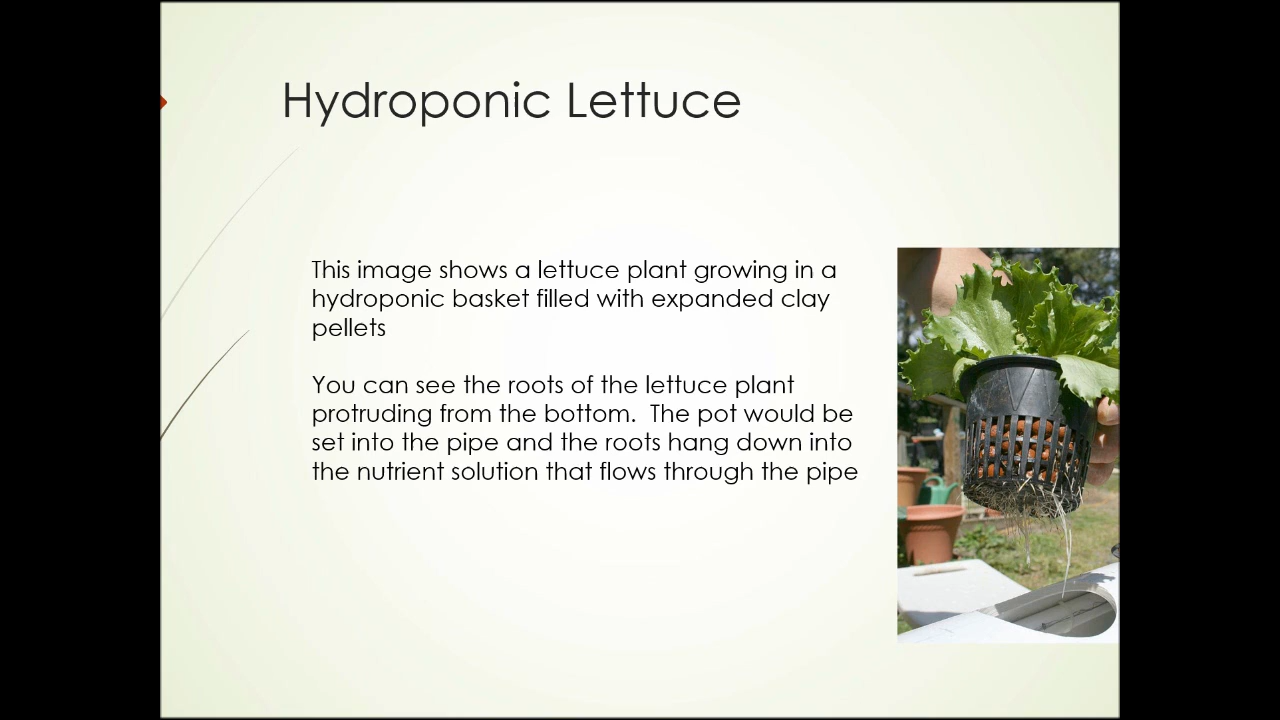 Hydroponic Lettuce
This image shows a lettuce plant growing in a
hydroponic basket filled with expanded clay
pellets
You can see the roots of the lettuce plant
protruding from the bottom.  The pot would be
set into the pipe and the roots hang down into
the nutrient solution that flows through the pipe